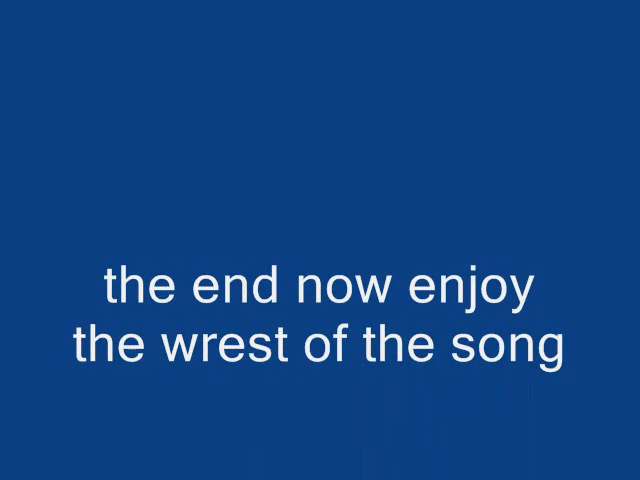 the end now enjoy
the wrest of the song